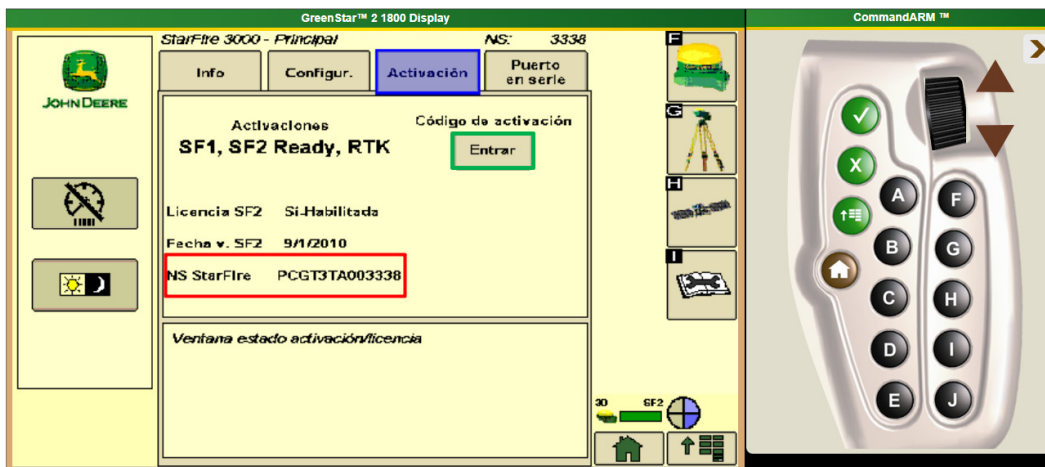 GreenStar™ 2 1800 Display
CommandARM ™
StarFire 3000 - Principal NS: 3338
Info
Configur.
Activación
Puerto
en serie
JOHN DEERE
Activaciones
SF1, SF2 Ready, RTK
Código de activación
Entrar
Licencia SF2 Sí-Habilitada
Fecha v. SF2 9/1/2010
NS StarFire PCGT3TA003338
Ventana estado activación/licencia
F
G
H
I
3D SF2
A
B
C
D
E
F
G
H
I
J
X